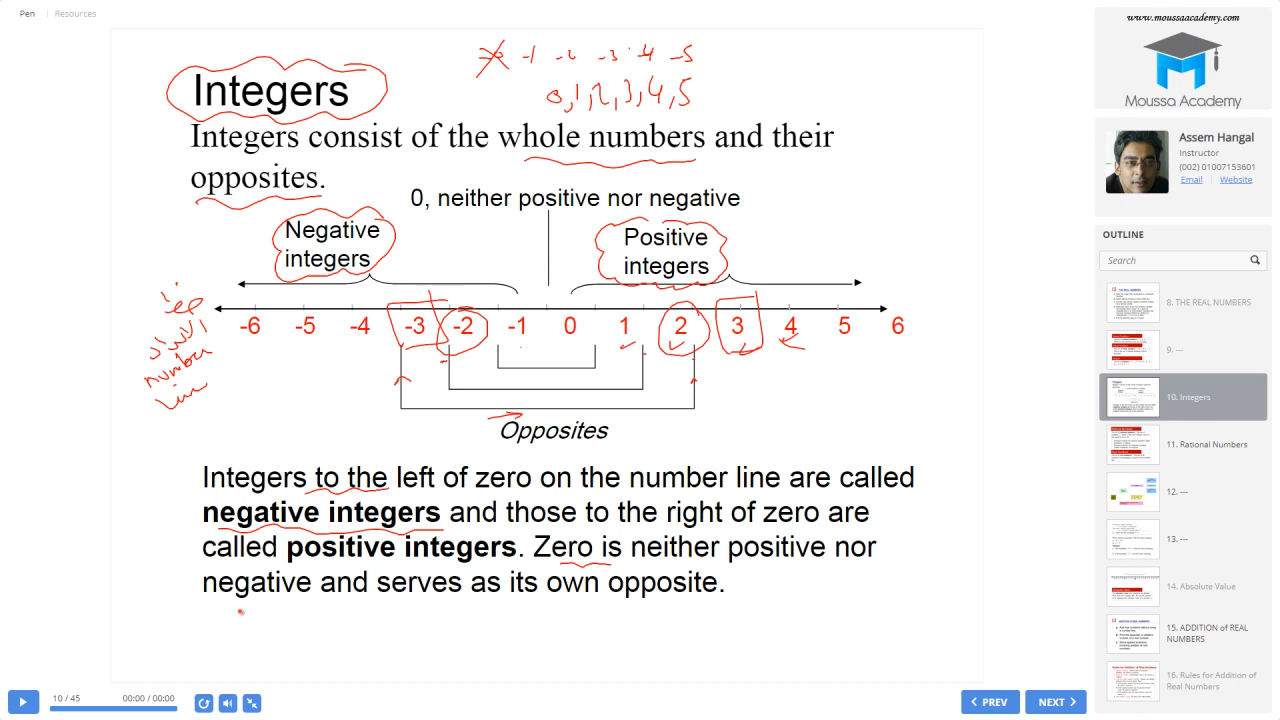 Pen
Resources
Integers
-1 -2 -3 -4 -5
0, 1, 2, 3, 4, 5
Integers consist of the whole numbers and their
opposites.
0, neither positive nor negative
Negative
integers
Positive
integers
-6 -5 -4 -3 -2 -1 0 1 2 3 4 5 6
number
line
Opposites
Integers to the left of zero on the number line are called
negative integers and those to the right of zero are
called positive integers. Zero is neither positive nor
negative and serves as its own opposite.
10 / 45
00:00 / 00:00
PREV
NEXT
www.moussaacademy.com
Moussa Academy
Assem Hangal
Instructor
(002) 01007153601
Email
Website
OUTLINE
Search
8. THE REAL NUMBERS
9. ---
10. Integers
11. Rational Numbers
12. ---
13. ---
14. Absolute Value
15. ADDITION of REAL
NUMBERS
16. Rules for Addition of
Real Numbers